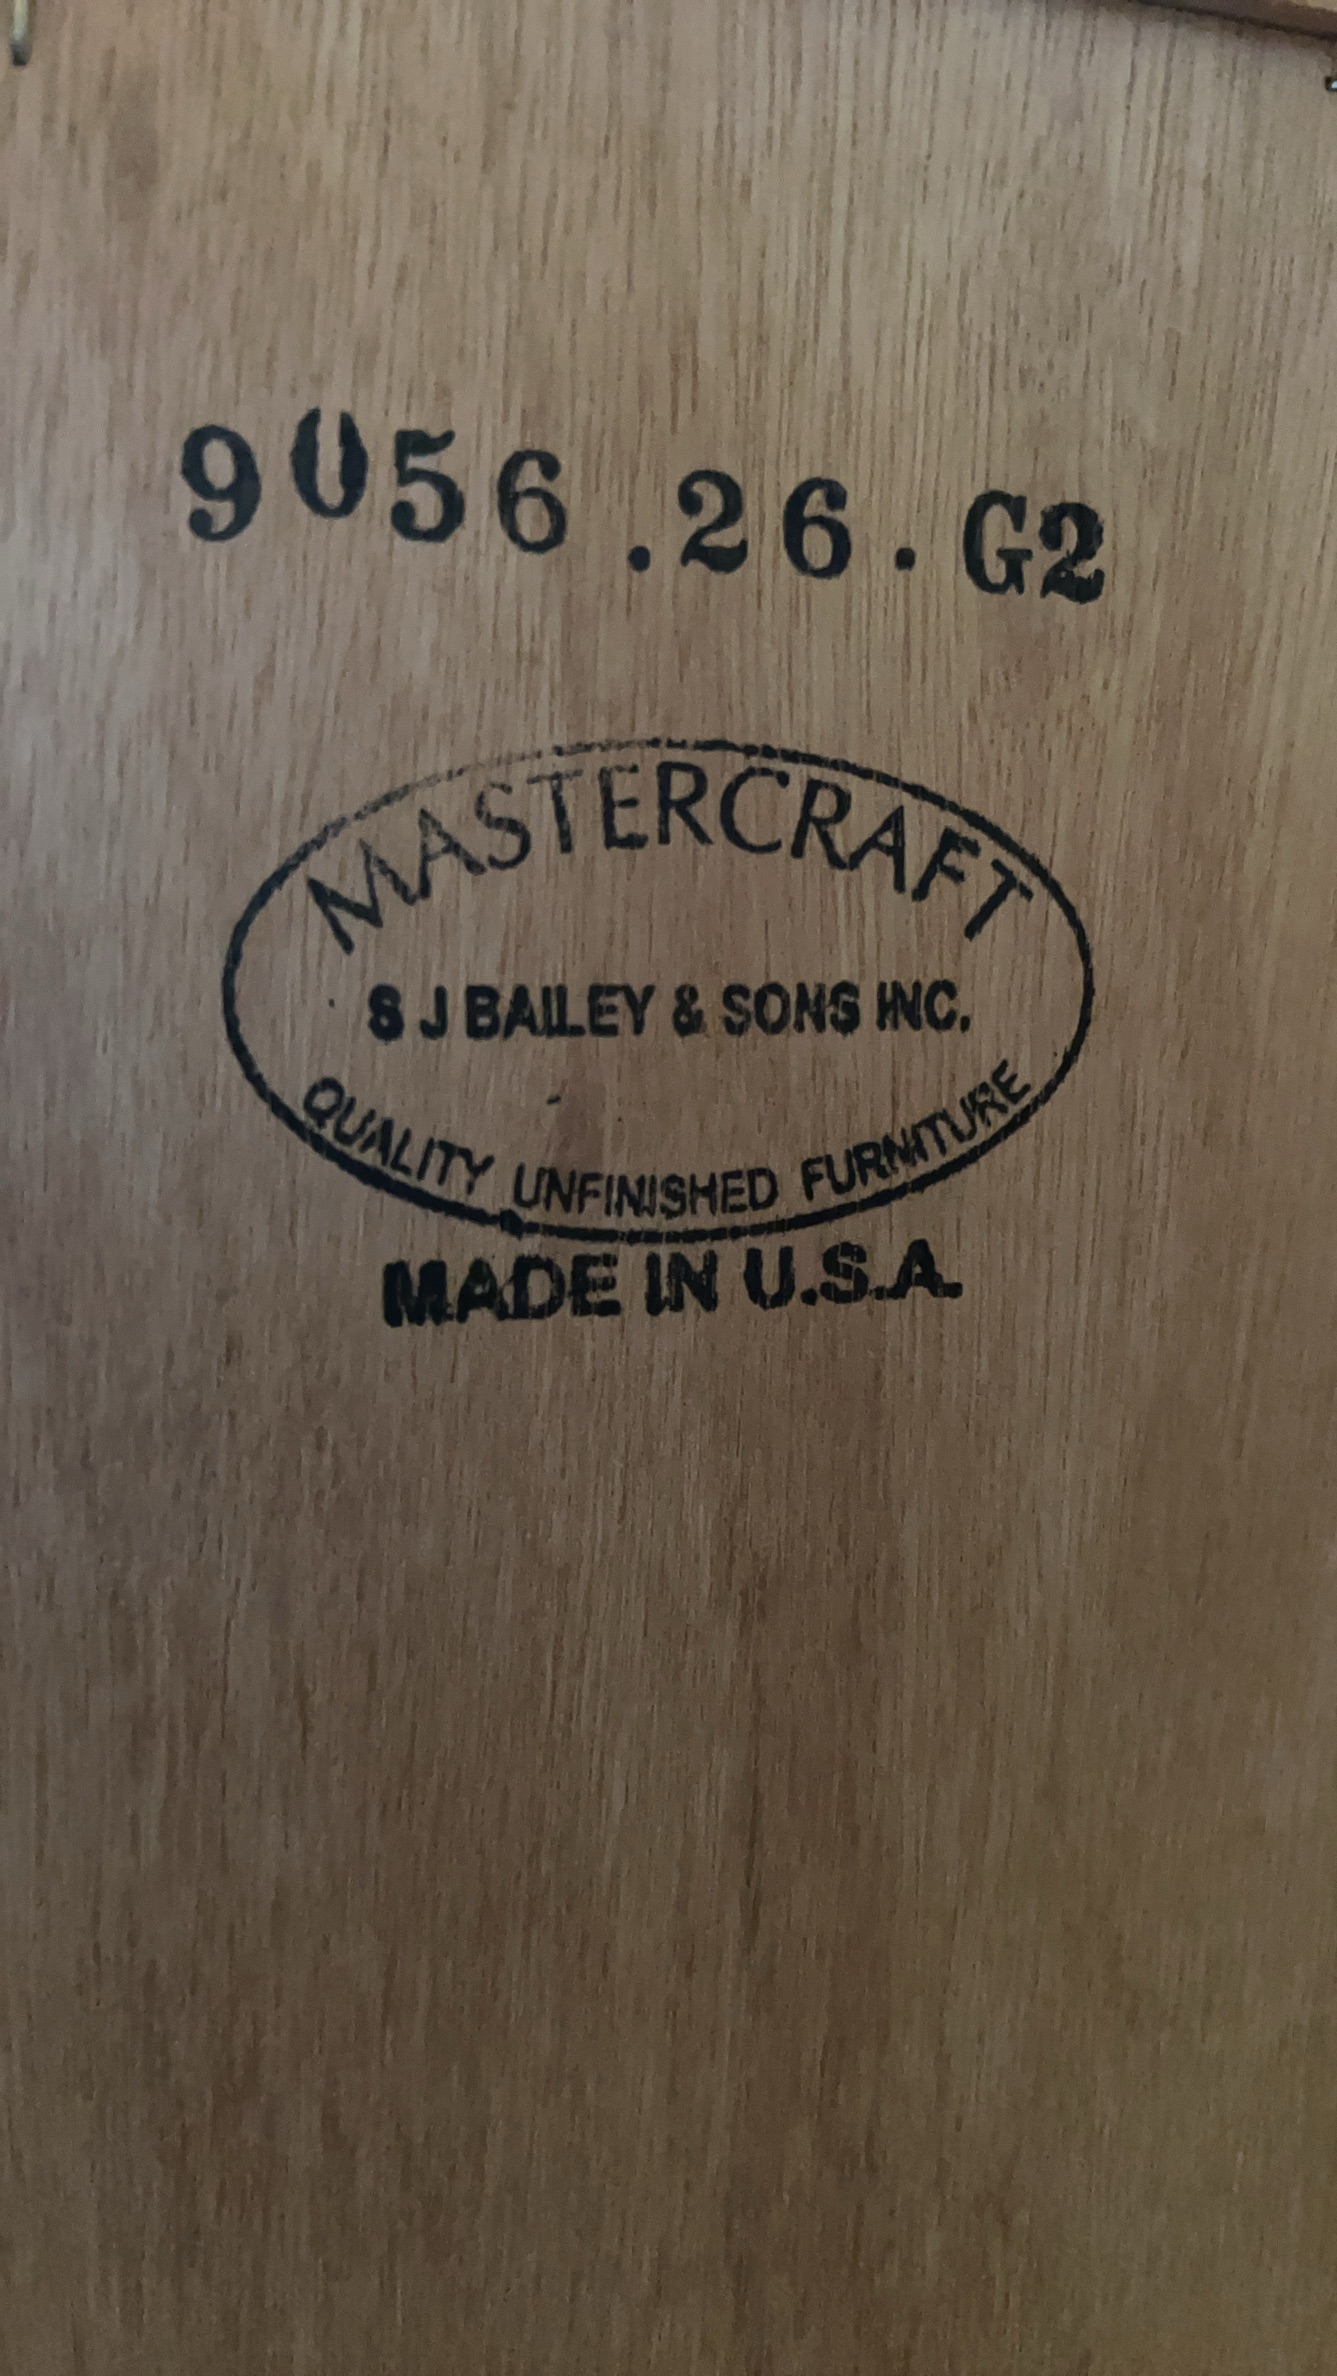 9056.26.G2
MASTERCRAFT
S J BAILEY & SONS INC.
QUALITY UNFINISHED FURNITURE
MADE IN U.S.A.